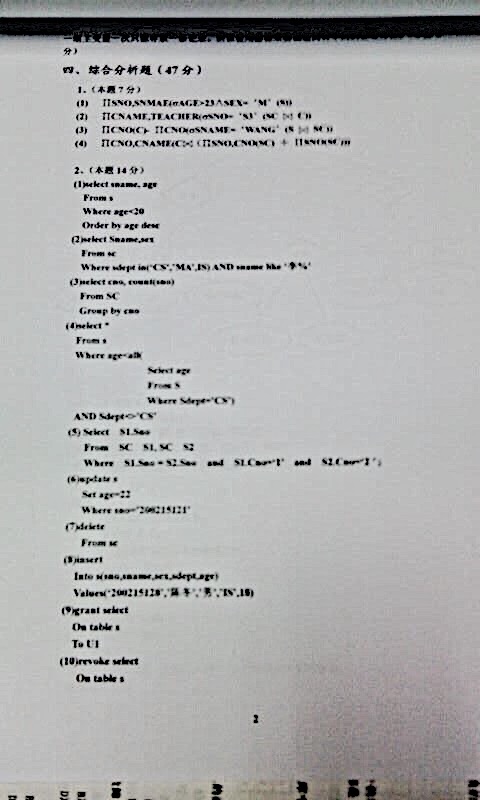 分）
四、综合分析题（47分）
1、（本题7分）
(1) ∏SNO,SNMAE(σAGE>23∧SEX='M' (S))
(2) ∏CNAME,TEACHER(σSNO='S3' (SC ⋈ C))
(3) ∏CNO(C)- ∏CNO(σSNAME='WANG' (S ⋈ SC))
(4) ∏CNO,CNAME(C⋈ (∏SNO,CNO(SC) ÷ ∏SNO(SC)))
2、（本题14分）
(1)select sname, age
From s
Where age<20
Order by age desc
(2)select Sname,sex
From sc
Where sdept in('CS','MA',IS) AND sname like '李%'
(3)select cno, count(sno)
From SC
Group by cno
(4)select *
From s
Where age<all(
Select age
From S
Where Sdept='CS')
AND Sdept<>'CS'
(5) Select S1.Sno
From SC S1, SC S2
Where S1.Sno = S2.Sno and S1.Cno='1' and S2.Cno='2';
(6)update s
Set age=22
Where sno='200215121'
(7)delete
From sc
(8)insert
Into s(sno,sname,sex,sdept,age)
Values('200215128','陈冬','男','IS',18)
(9)grant select
On table s
To U1
(10)revoke select
On table s
2